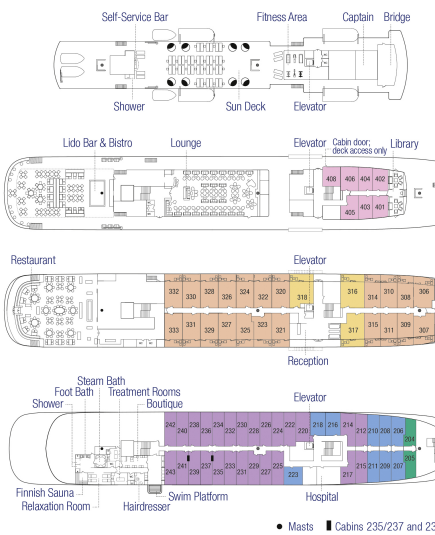 Self-Service Bar
Fitness Area
Captain
Bridge
Shower
Sun Deck
Elevator
Lido Bar & Bistro
Lounge
Elevator
Cabin door;
deck access only
Library
408 406 404 402
405 403 401
Restaurant
Elevator
332 330 328 326 324 322 320 318 316 314 310 308 306
333 331 329 327 325 323 321 317 315 311 309 307
Reception
Steam Bath
Foot Bath
Treatment Rooms
Shower
Boutique
Elevator
242 240 238 236 234 230 228 226 224 222 220 218 216 214 212 210 208 206 204
243 241 239 237 235 233 231 229 227 225 223 217 215 211 209 207 205
Finnish Sauna
Relaxation Room
Hairdresser
Swim Platform
Hospital
Masts
Cabins 235/237 and 23